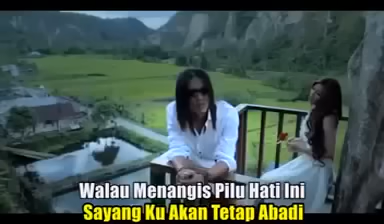 Walau Menangis Pilu Hati Ini
Sayang Ku Akan Tetap Abadi